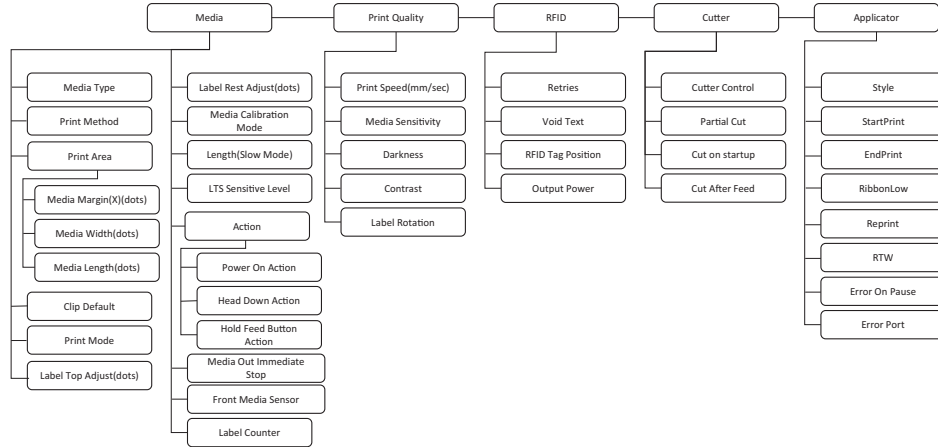 Media
Print Quality
RFID
Cutter
Applicator
Media Type
Print Method
Print Area
Media Margin(X)(dots)
Media Width(dots)
Media Length(dots)
Clip Default
Print Mode
Label Top Adjust(dots)
Label Rest Adjust(dots)
Media Calibration
Mode
Length(Slow Mode)
LTS Sensitive Level
Action
Power On Action
Head Down Action
Hold Feed Button
Action
Media Out Immediate
Stop
Front Media Sensor
Label Counter
Print Speed(mm/sec)
Media Sensitivity
Darkness
Contrast
Label Rotation
Retries
Void Text
RFID Tag Position
Output Power
Cutter Control
Partial Cut
Cut on startup
Cut After Feed
Style
StartPrint
EndPrint
RibbonLow
Reprint
RTW
Error On Pause
Error Port